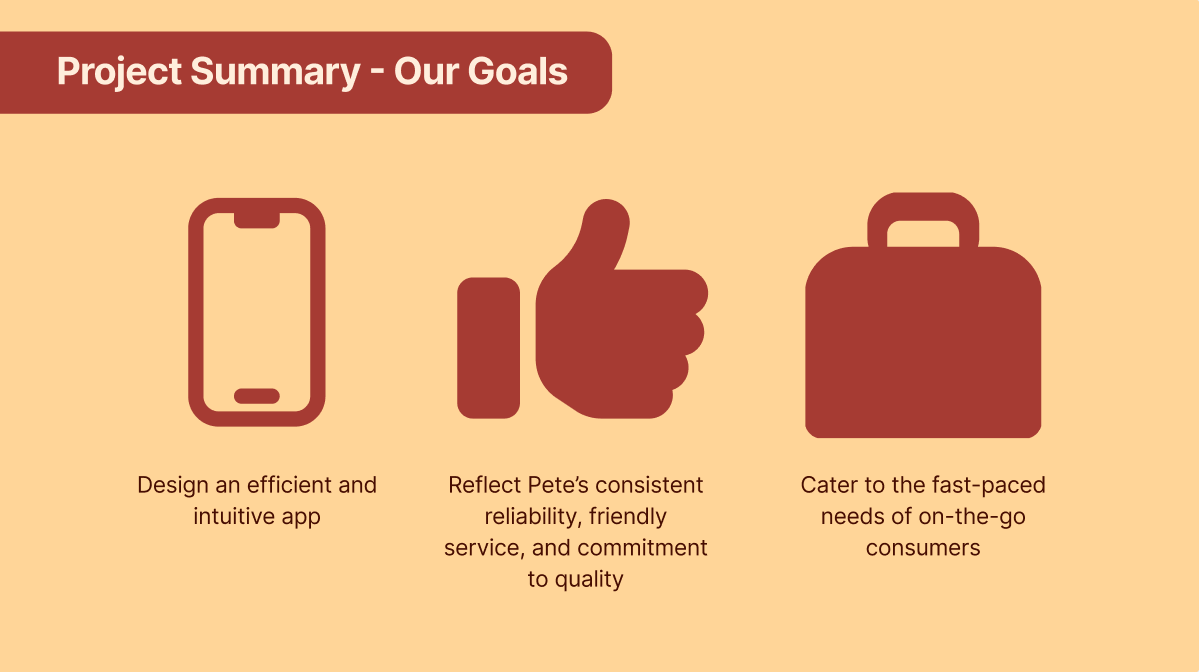 Project Summary - Our Goals
Design an efficient and
intuitive app
Reflect Pete’s consistent
reliability, friendly
service, and commitment
to quality
Cater to the fast-paced
needs of on-the-go
consumers